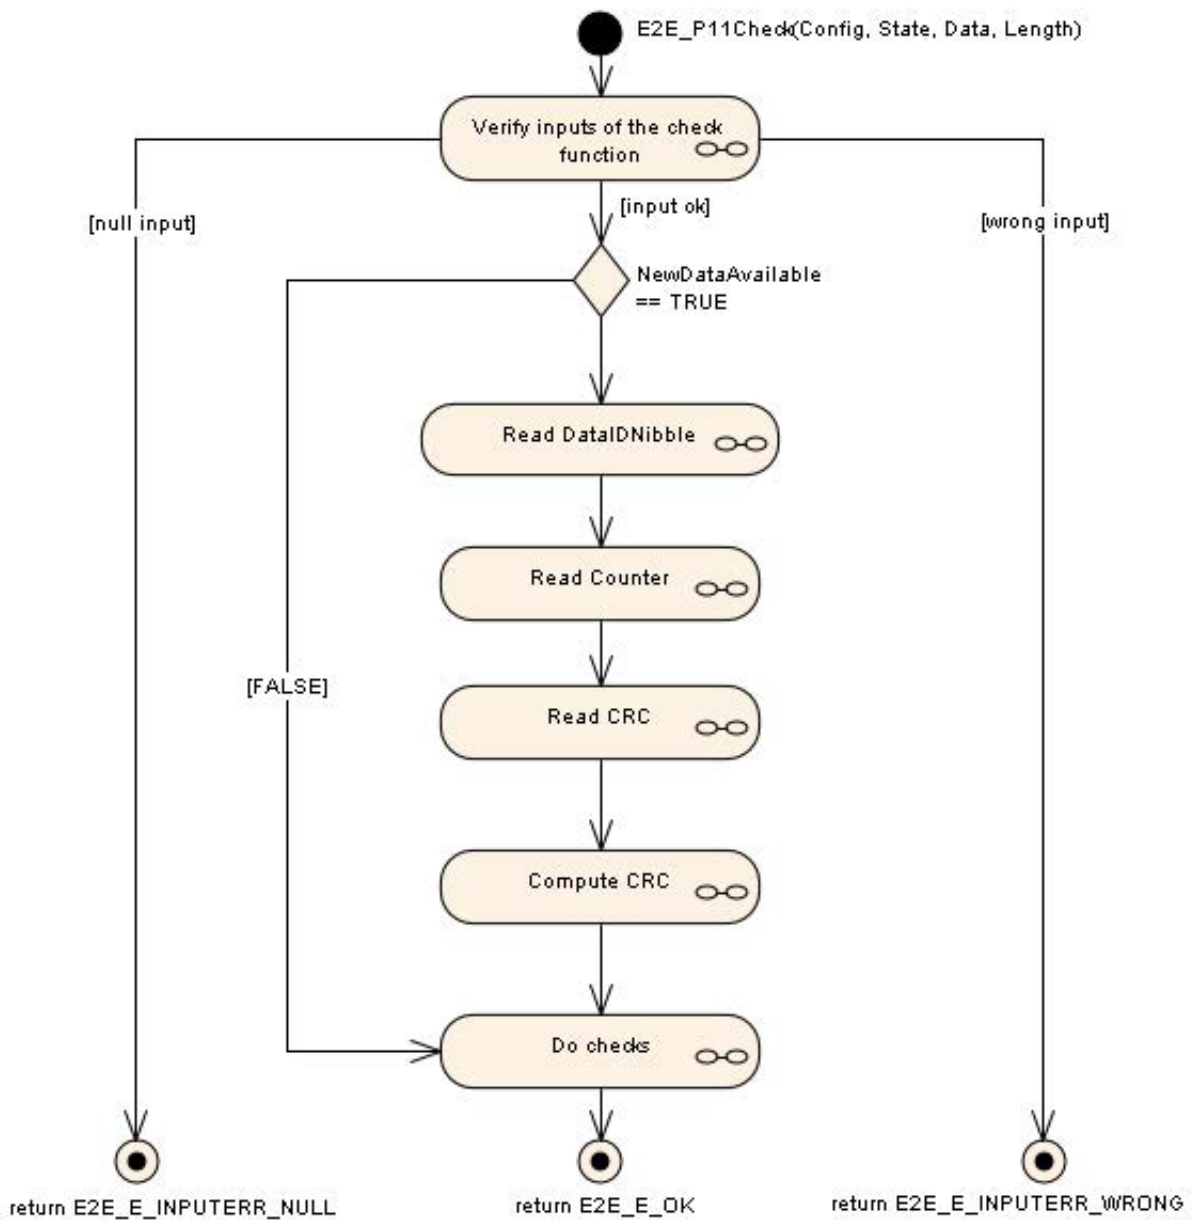 E2E_P11Check(Config, State, Data, Length)
Verify inputs of the check
function
[null input]
[input ok]
[wrong input]
NewDataAvailable
== TRUE
Read DataIDNibble
Read Counter
[FALSE]
Read CRC
Compute CRC
Do checks
return E2E_E_INPUTERR_NULL
return E2E_E_OK
return E2E_E_INPUTERR_WRONG